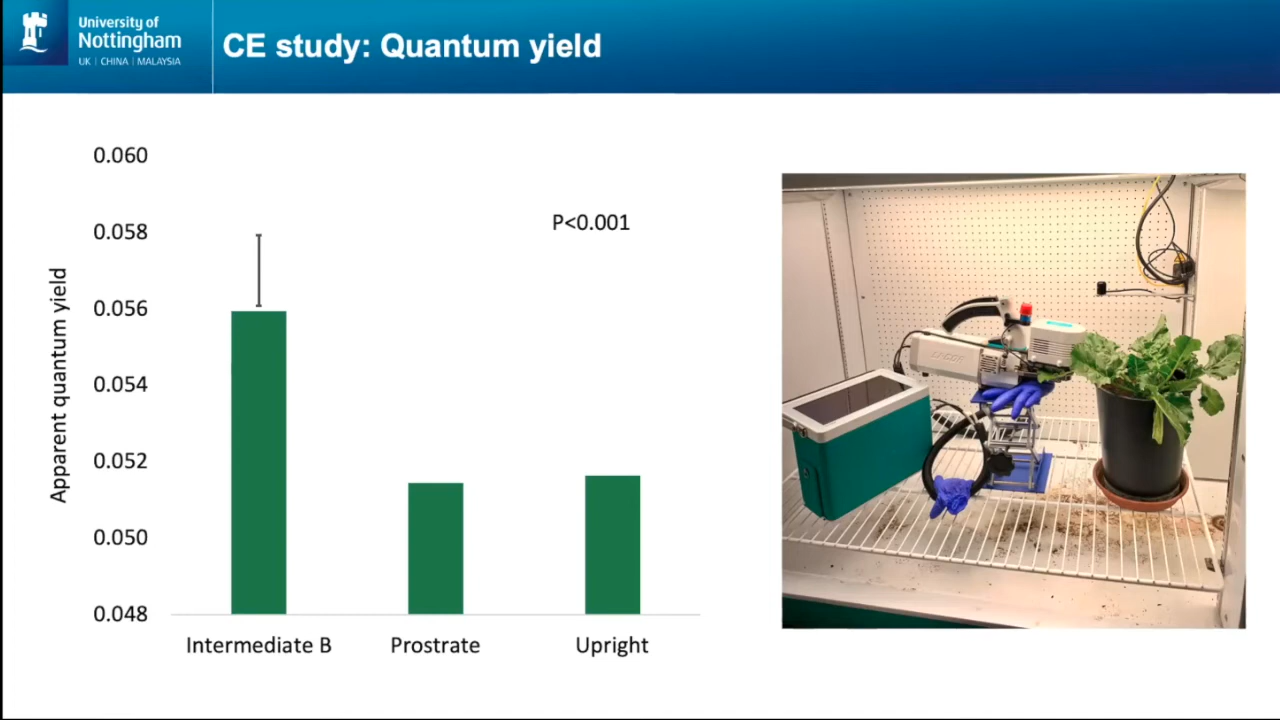 University of
Nottingham
UK | CHINA | MALAYSIA
CE study: Quantum yield
0.060
0.058
0.056
0.054
0.052
0.050
0.048
Apparent quantum yield
P<0.001
Intermediate B
Prostrate
Upright